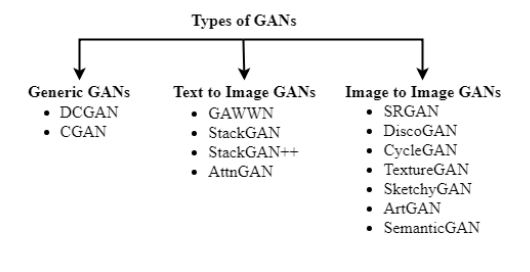 Types of GANs
Generic GANs
• DCGAN
• CGAN
Text to Image GANs
• GAWWN
• StackGAN
• StackGAN++
• AttnGAN
Image to Image GANs
• SRGAN
• DiscoGAN
• CycleGAN
• TextureGAN
• SketchyGAN
• ArtGAN
• SemanticGAN